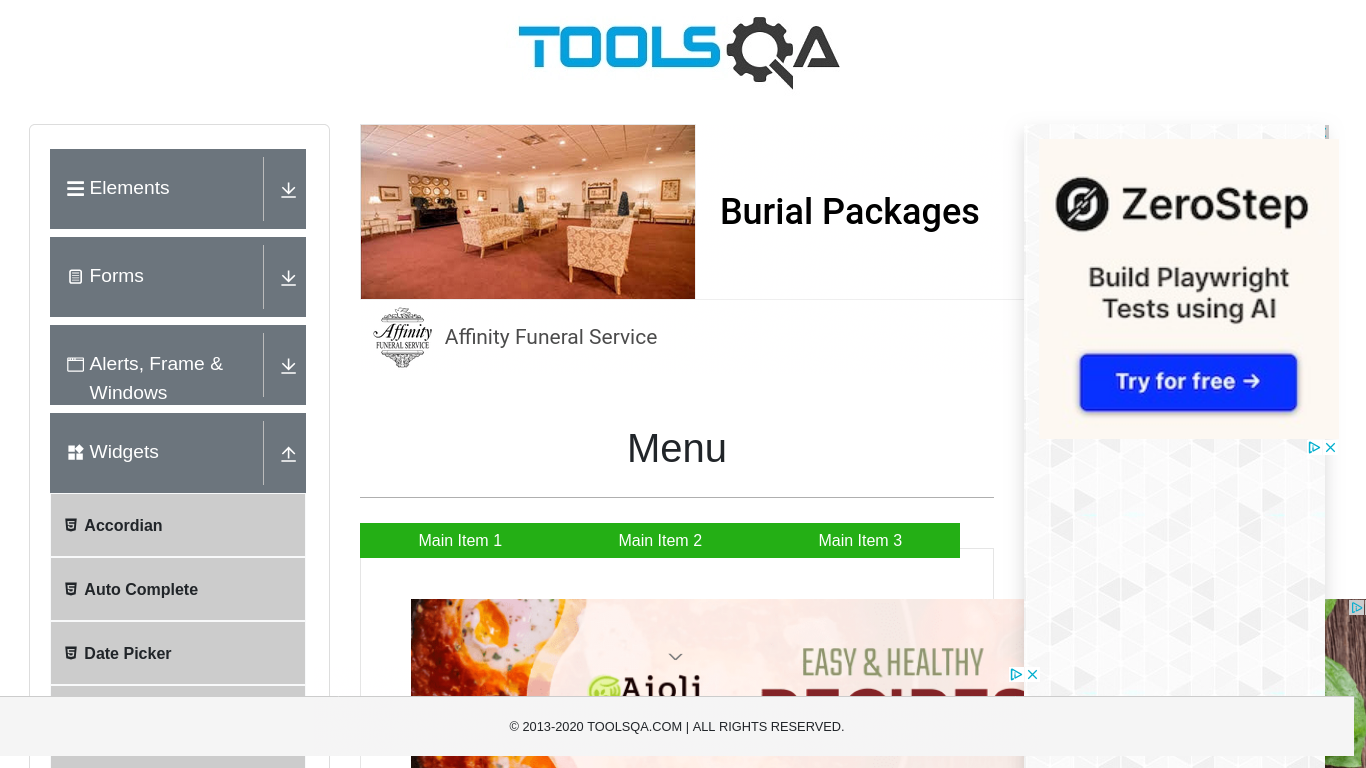 TOOLSQA
Elements
Forms
Alerts, Frame &
Windows
Widgets
Accordian
Auto Complete
Date Picker
Burial Packages
Affinity
FUNERAL SERVICE
Affinity Funeral Service
Menu
Main Item 1
Main Item 2
Main Item 3
ZeroStep
Build Playwright
Tests using AI
Try for free →
Aioli
EASY & HEALTHY
RECIPES
© 2013-2020 TOOLSQA.COM | ALL RIGHTS RESERVED.